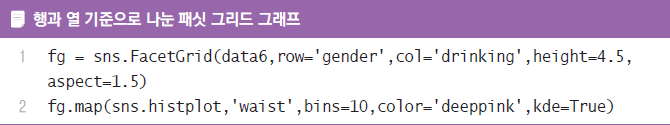 행과 열 기준으로 나눈 패싯 그리드 그래프
1 fg = sns.FacetGrid(data6,row='gender',col='drinking',height=4.5,
aspect=1.5)
2 fg.map(sns.histplot,'waist',bins=10,color='deeppink',kde=True)